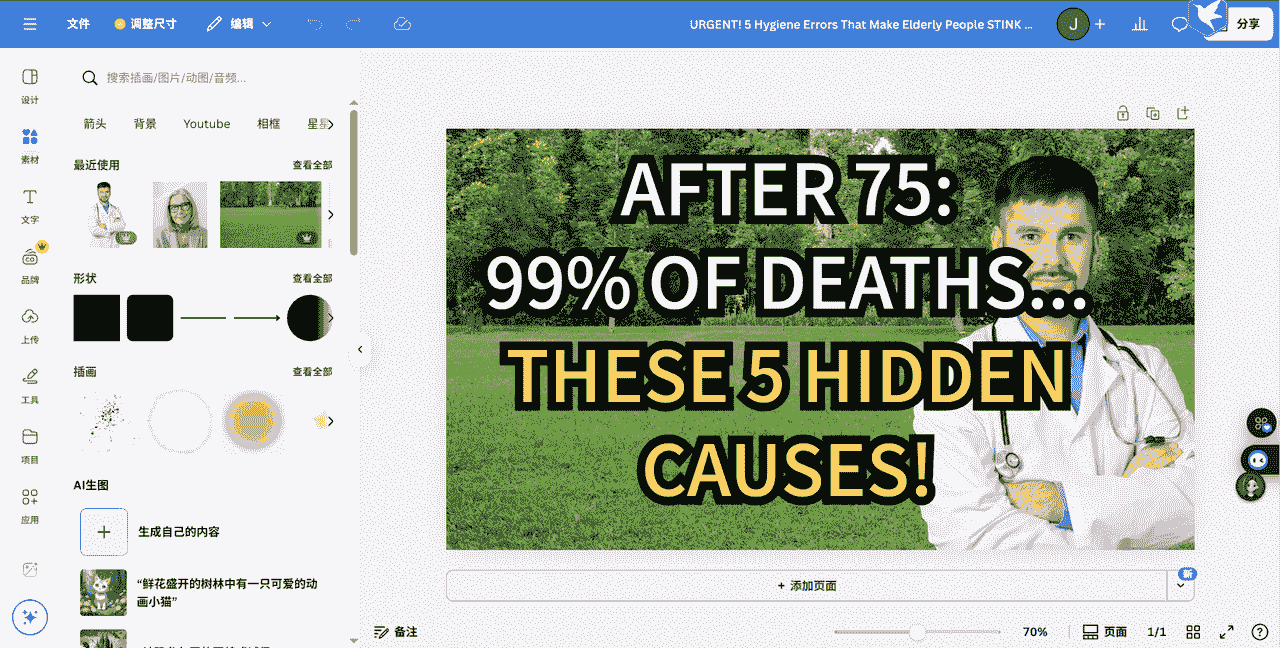 文件
调整尺寸
编辑
URGENT! 5 Hygiene Errors That Make Elderly People STINK ...
J
分享
设计
素材
文字
品牌
上传
工具
项目
应用
搜索插画/图片/动图/音频...
箭头
背景
Youtube
相框
星星
最近使用
查看全部
形状
查看全部
插画
查看全部
AI生图
生成自己的内容
“鲜花盛开的树林中有一只可爱的动
画小猫”
AFTER 75:
99% OF DEATHS...
THESE 5 HIDDEN
CAUSES!
+ 添加页面
新
备注
70%
页面
1/1